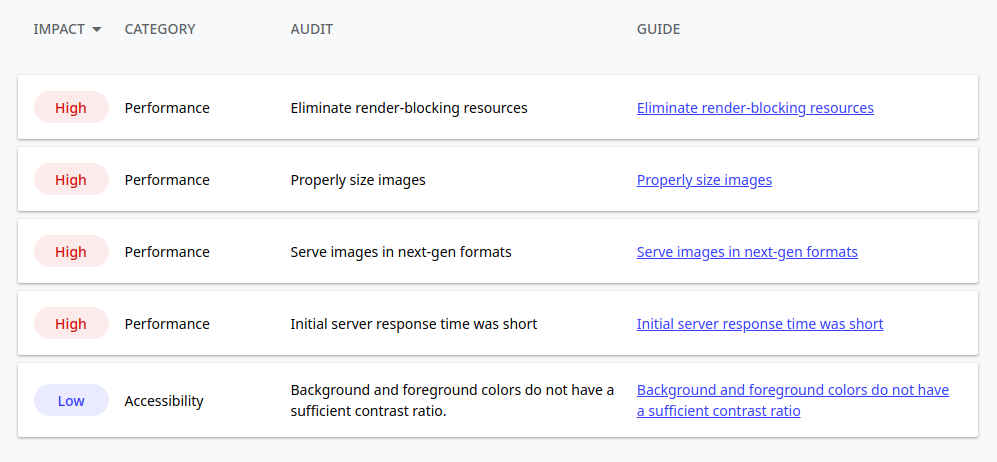 IMPACT CATEGORY AUDIT GUIDE
High Performance Eliminate render-blocking resources Eliminate render-blocking resources
High Performance Properly size images Properly size images
High Performance Serve images in next-gen formats Serve images in next-gen formats
High Performance Initial server response time was short Initial server response time was short
Low Accessibility Background and foreground colors do not have a
sufficient contrast ratio.
Background and foreground colors do not have
a sufficient contrast ratio